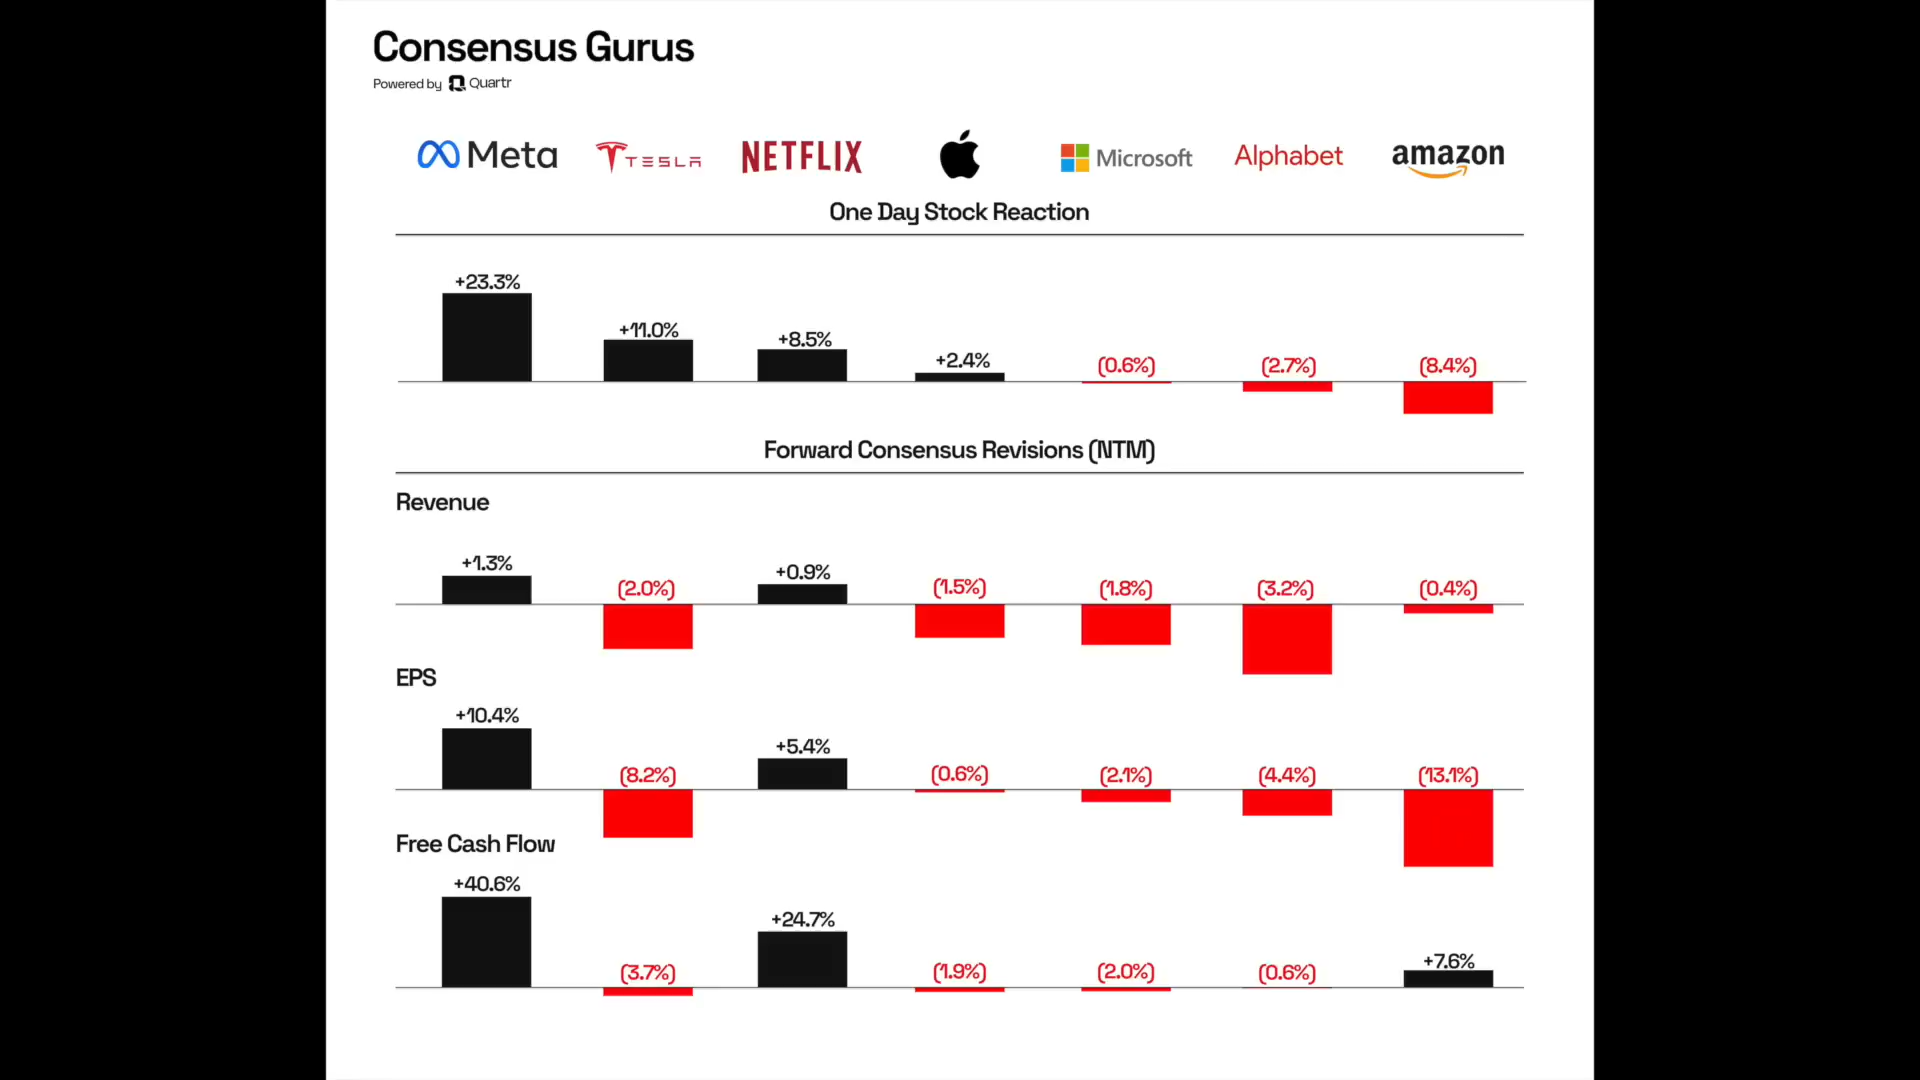 Consensus Gurus
Powered by Quartr
Meta TESLA NETFLIX Microsoft Alphabet amazon
One Day Stock Reaction
+23.3% +11.0% +8.5% +2.4% (0.6%) (2.7%) (8.4%)
Forward Consensus Revisions (NTM)
Revenue
+1.3% (2.0%) +0.9% (1.5%) (1.8%) (3.2%) (0.4%)
EPS
+10.4% (8.2%) +5.4% (0.6%) (2.1%) (4.4%) (13.1%)
Free Cash Flow
+40.6% (3.7%) +24.7% (1.9%) (2.0%) (0.6%) +7.6%